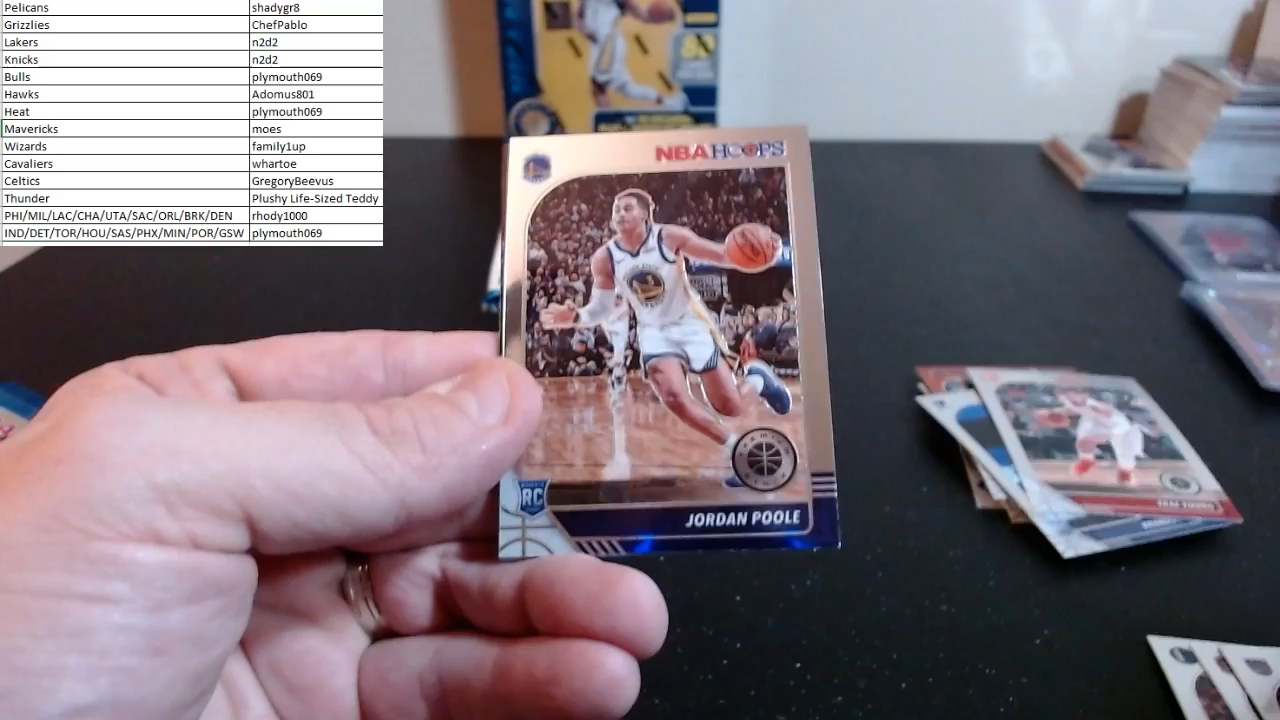 Pelicans shadygr8
Grizzlies ChefPablo
Lakers n2d2
Knicks n2d2
Bulls plymouth069
Hawks Adomus801
Heat plymouth069
Mavericks moes
Wizards family1up
Cavaliers whartoe
Celtics GregoryBeevus
Thunder Plushy Life-Sized Teddy
PHI/MIL/LAC/CHA/UTA/SAC/ORL/BRK/DEN rhody1000
IND/DET/TOR/HOU/SAS/PHX/MIN/POR/GSW plymouth069
NBA HOOPS
RC
JORDAN POOLE
TRAE YOUNG